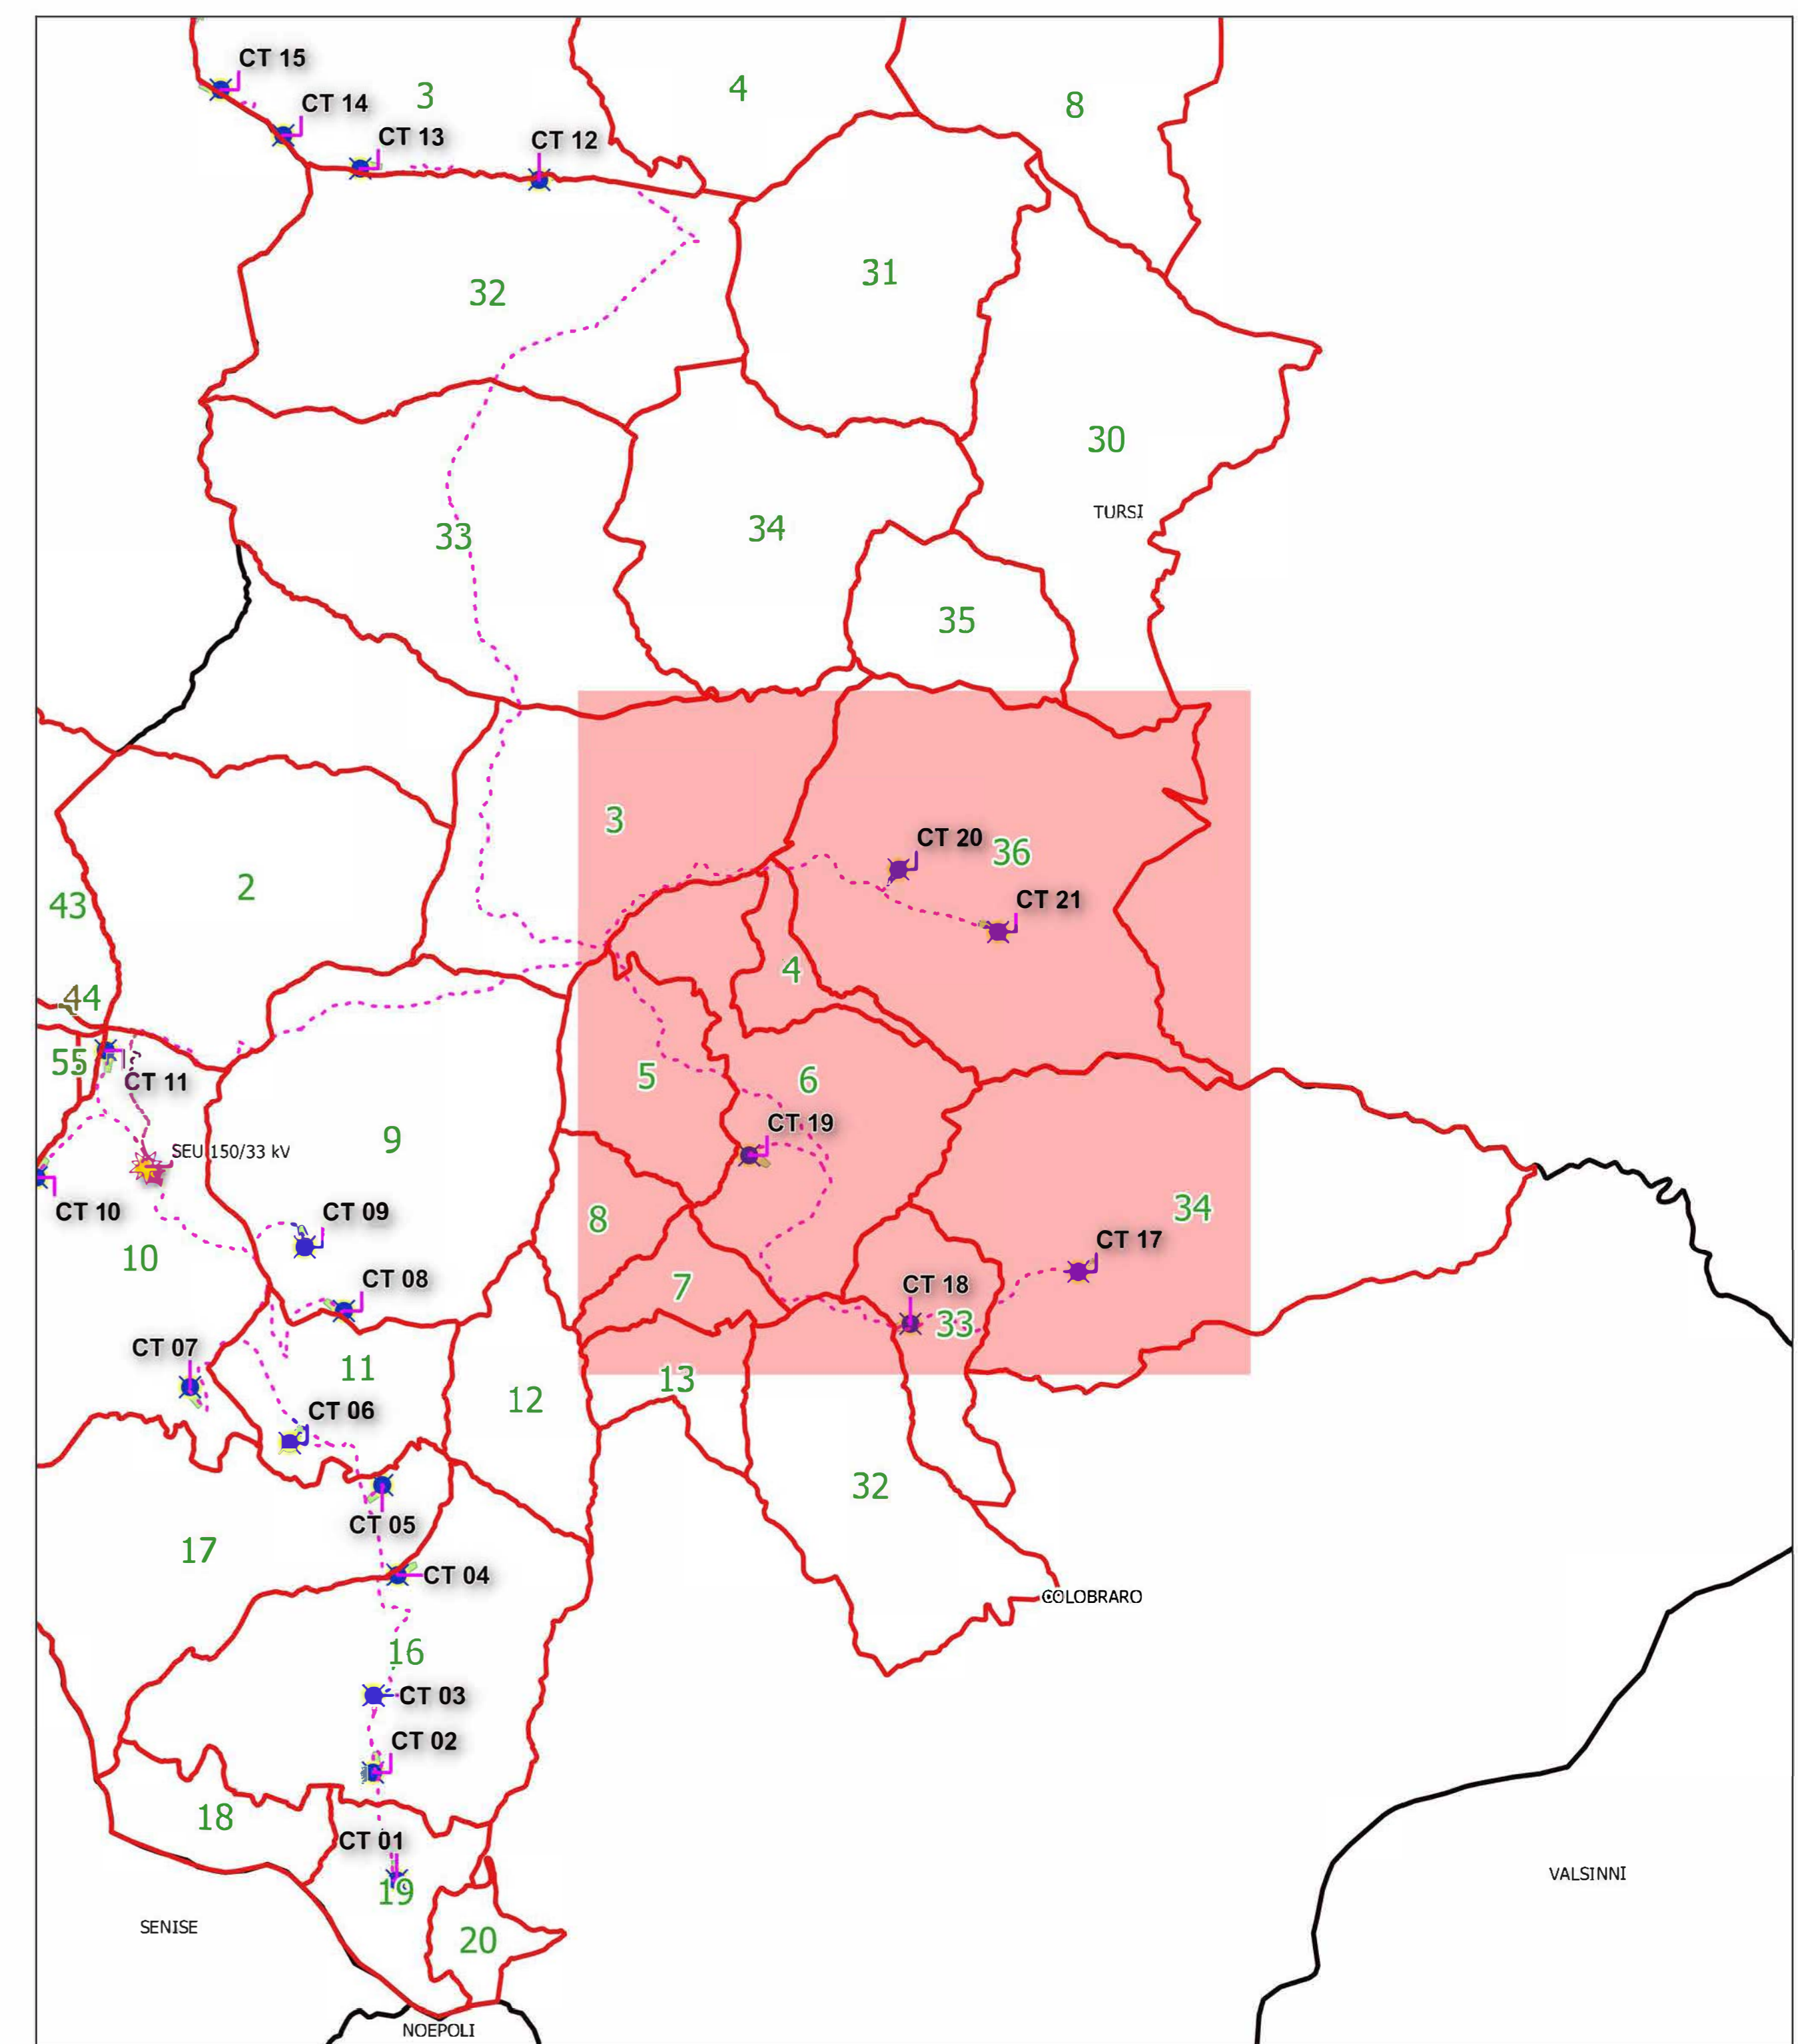 CT 15
3
4
8
CT 14
CT 13
CT 12
31
32
30
TURSI
34
33
35
3
CT 20
36
2
43
CT 21
4
44
55
CT 11
5
6
CT 19
9
SEU 150/33 kV
CT 10
CT 09
8
34
10
CT 17
CT 08
7
CT 18
33
CT 07
11
13
12
CT 06
32
CT 05
17
CT 04
COLOBRARO
16
CT 03
CT 02
18
CT 01
VALSINNI
19
SENISE
20
NOEPOLI